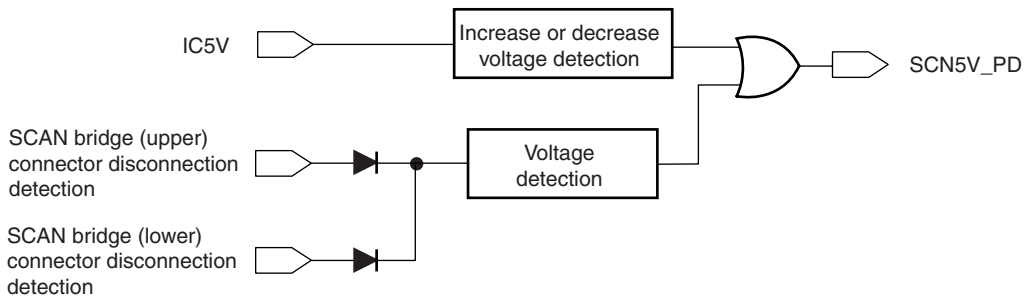 IC5V
Increase or decrease
voltage detection
SCN5V_PD
SCAN bridge (upper)
connector disconnection
detection
Voltage
detection
SCAN bridge (lower)
connector disconnection
detection